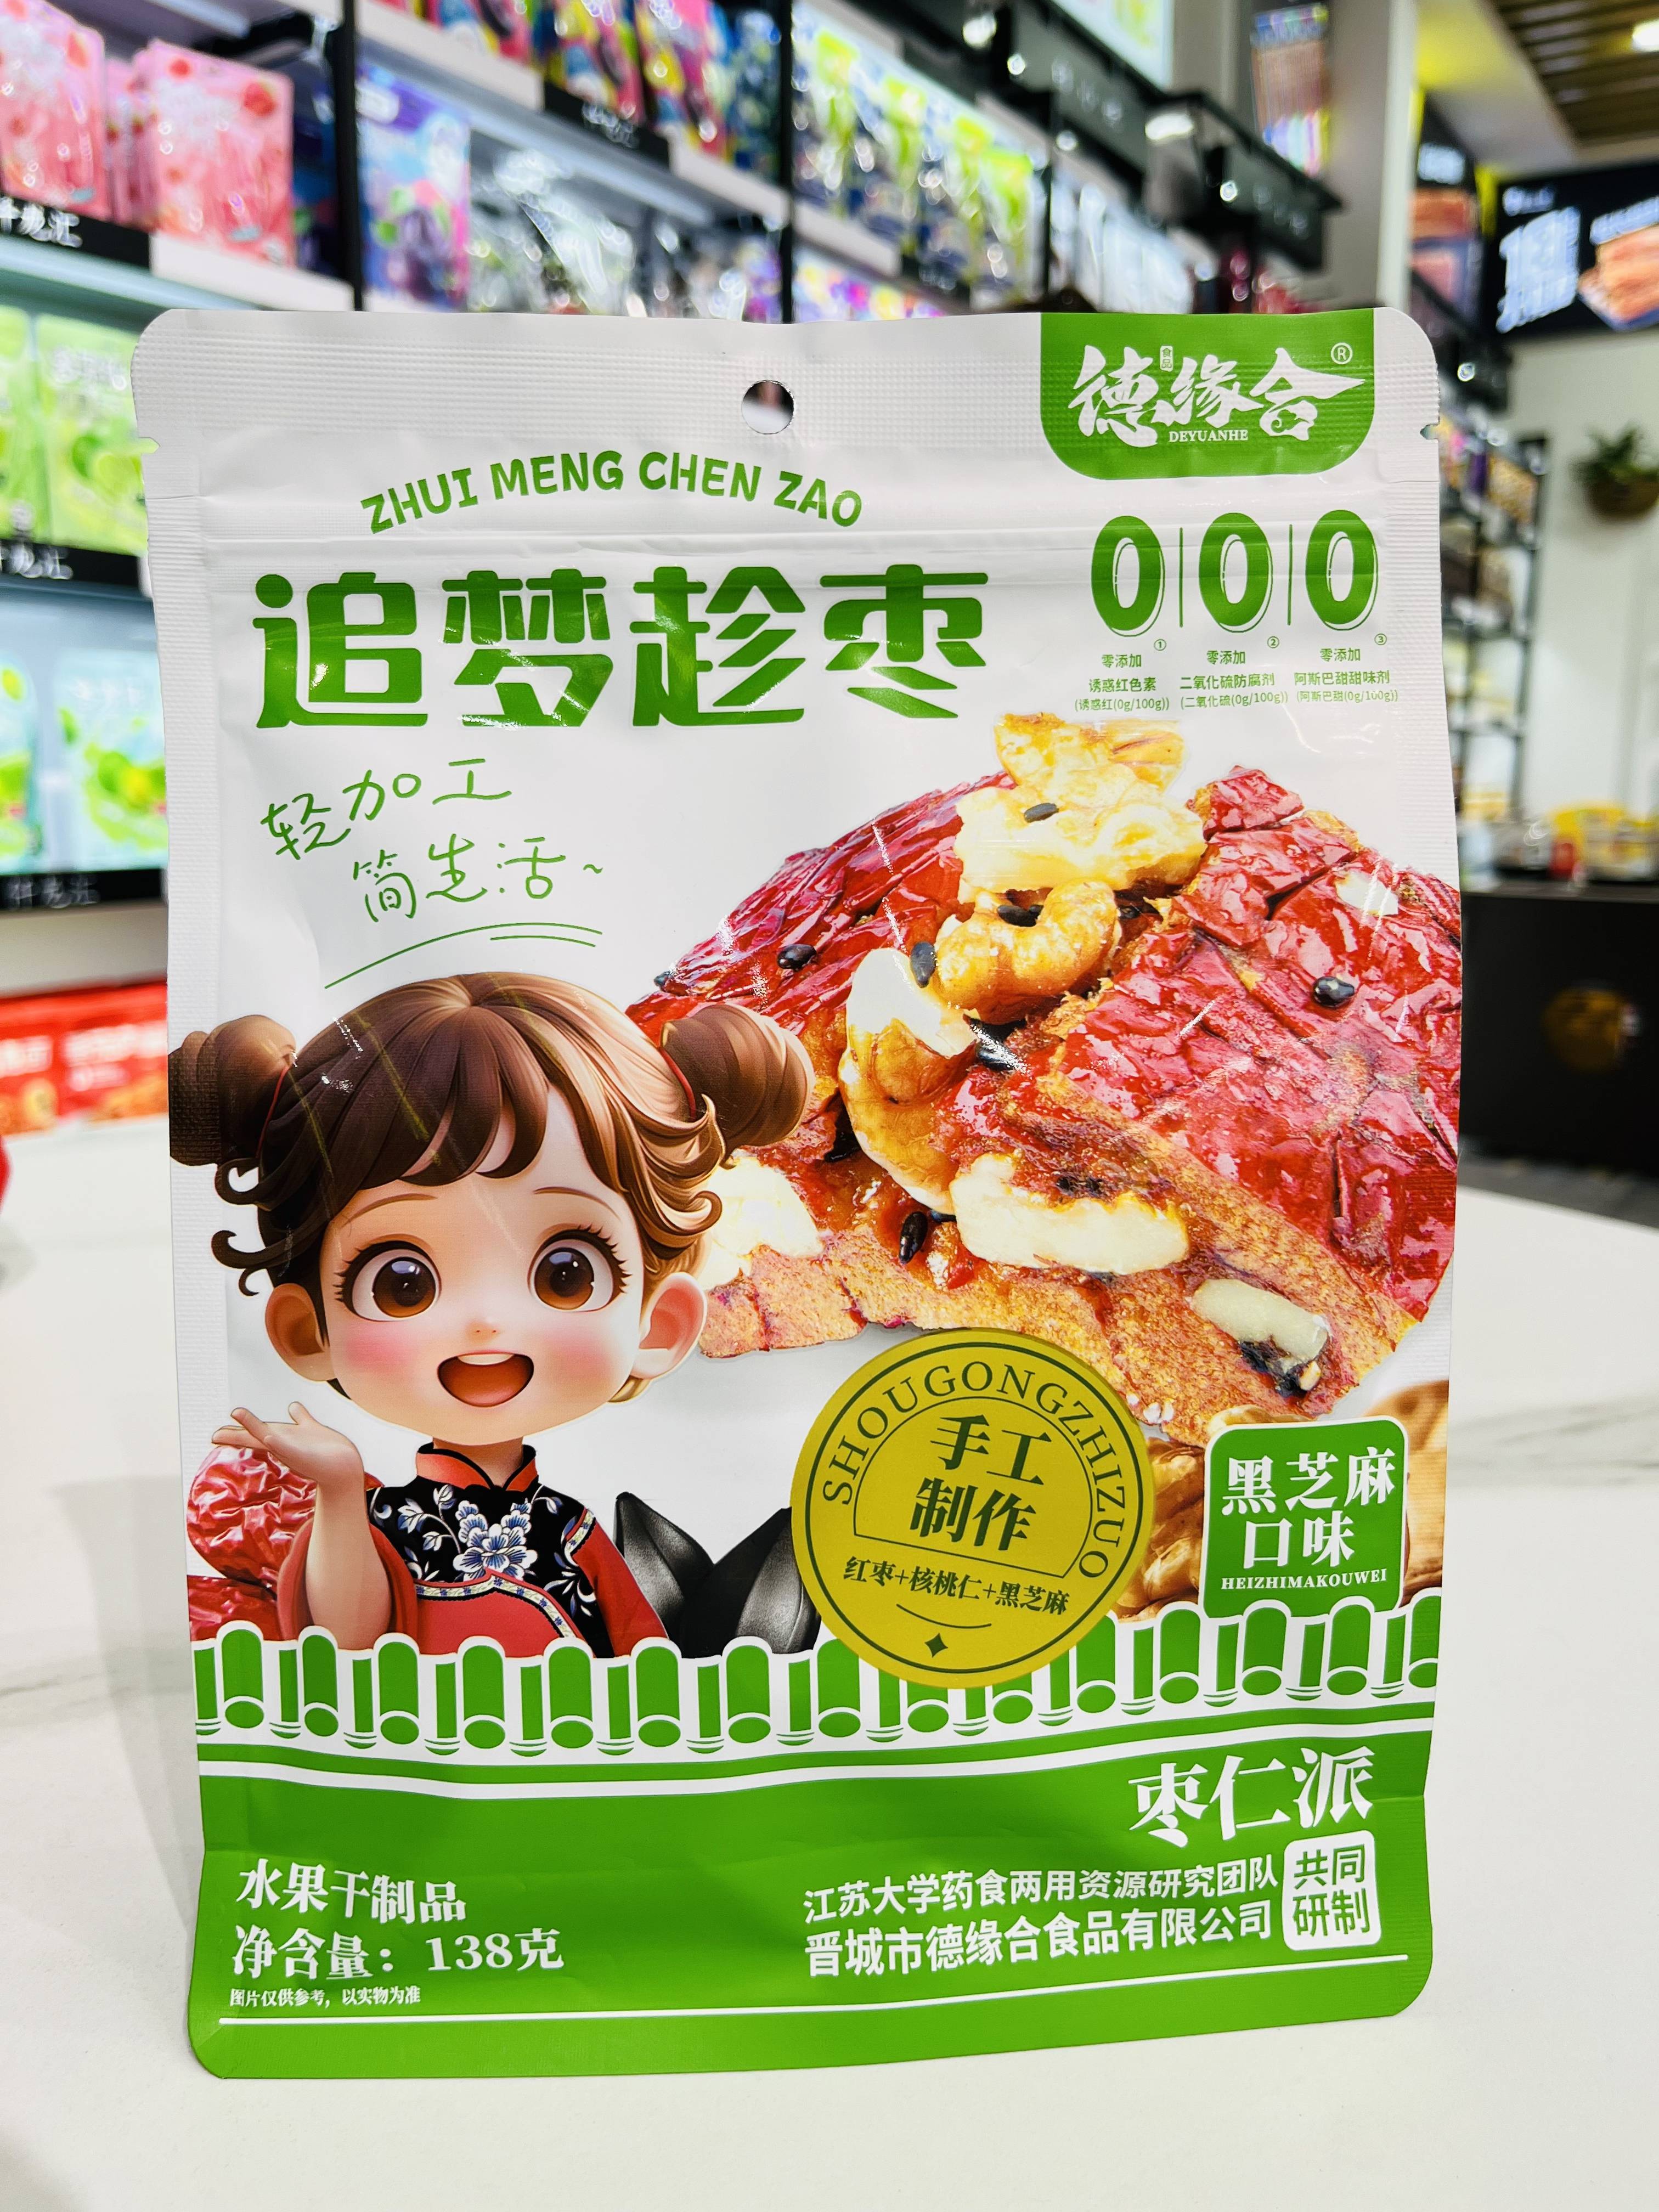 德缘合
食品
®
DEYUANHE
ZHUI MENG CHEN ZAO
追梦趁枣
0 0 0
① ② ③
零添加 零添加 零添加
诱惑红色素 二氧化硫防腐剂 阿斯巴甜甜味剂
(诱惑红(0g/100g)) (二氧化硫(0g/100g)) (阿斯巴甜(0g/100g))
轻加工
简生活~
SHOUGONGZHIZUO
手工
制作
红枣+核桃仁+黑芝麻
黑芝麻
口味
HEIZHIMAKOUWEI
枣仁派
水果干制品
净含量：138克
图片仅供参考，以实物为准
江苏大学药食两用资源研究团队
晋城市德缘合食品有限公司
共同
研制